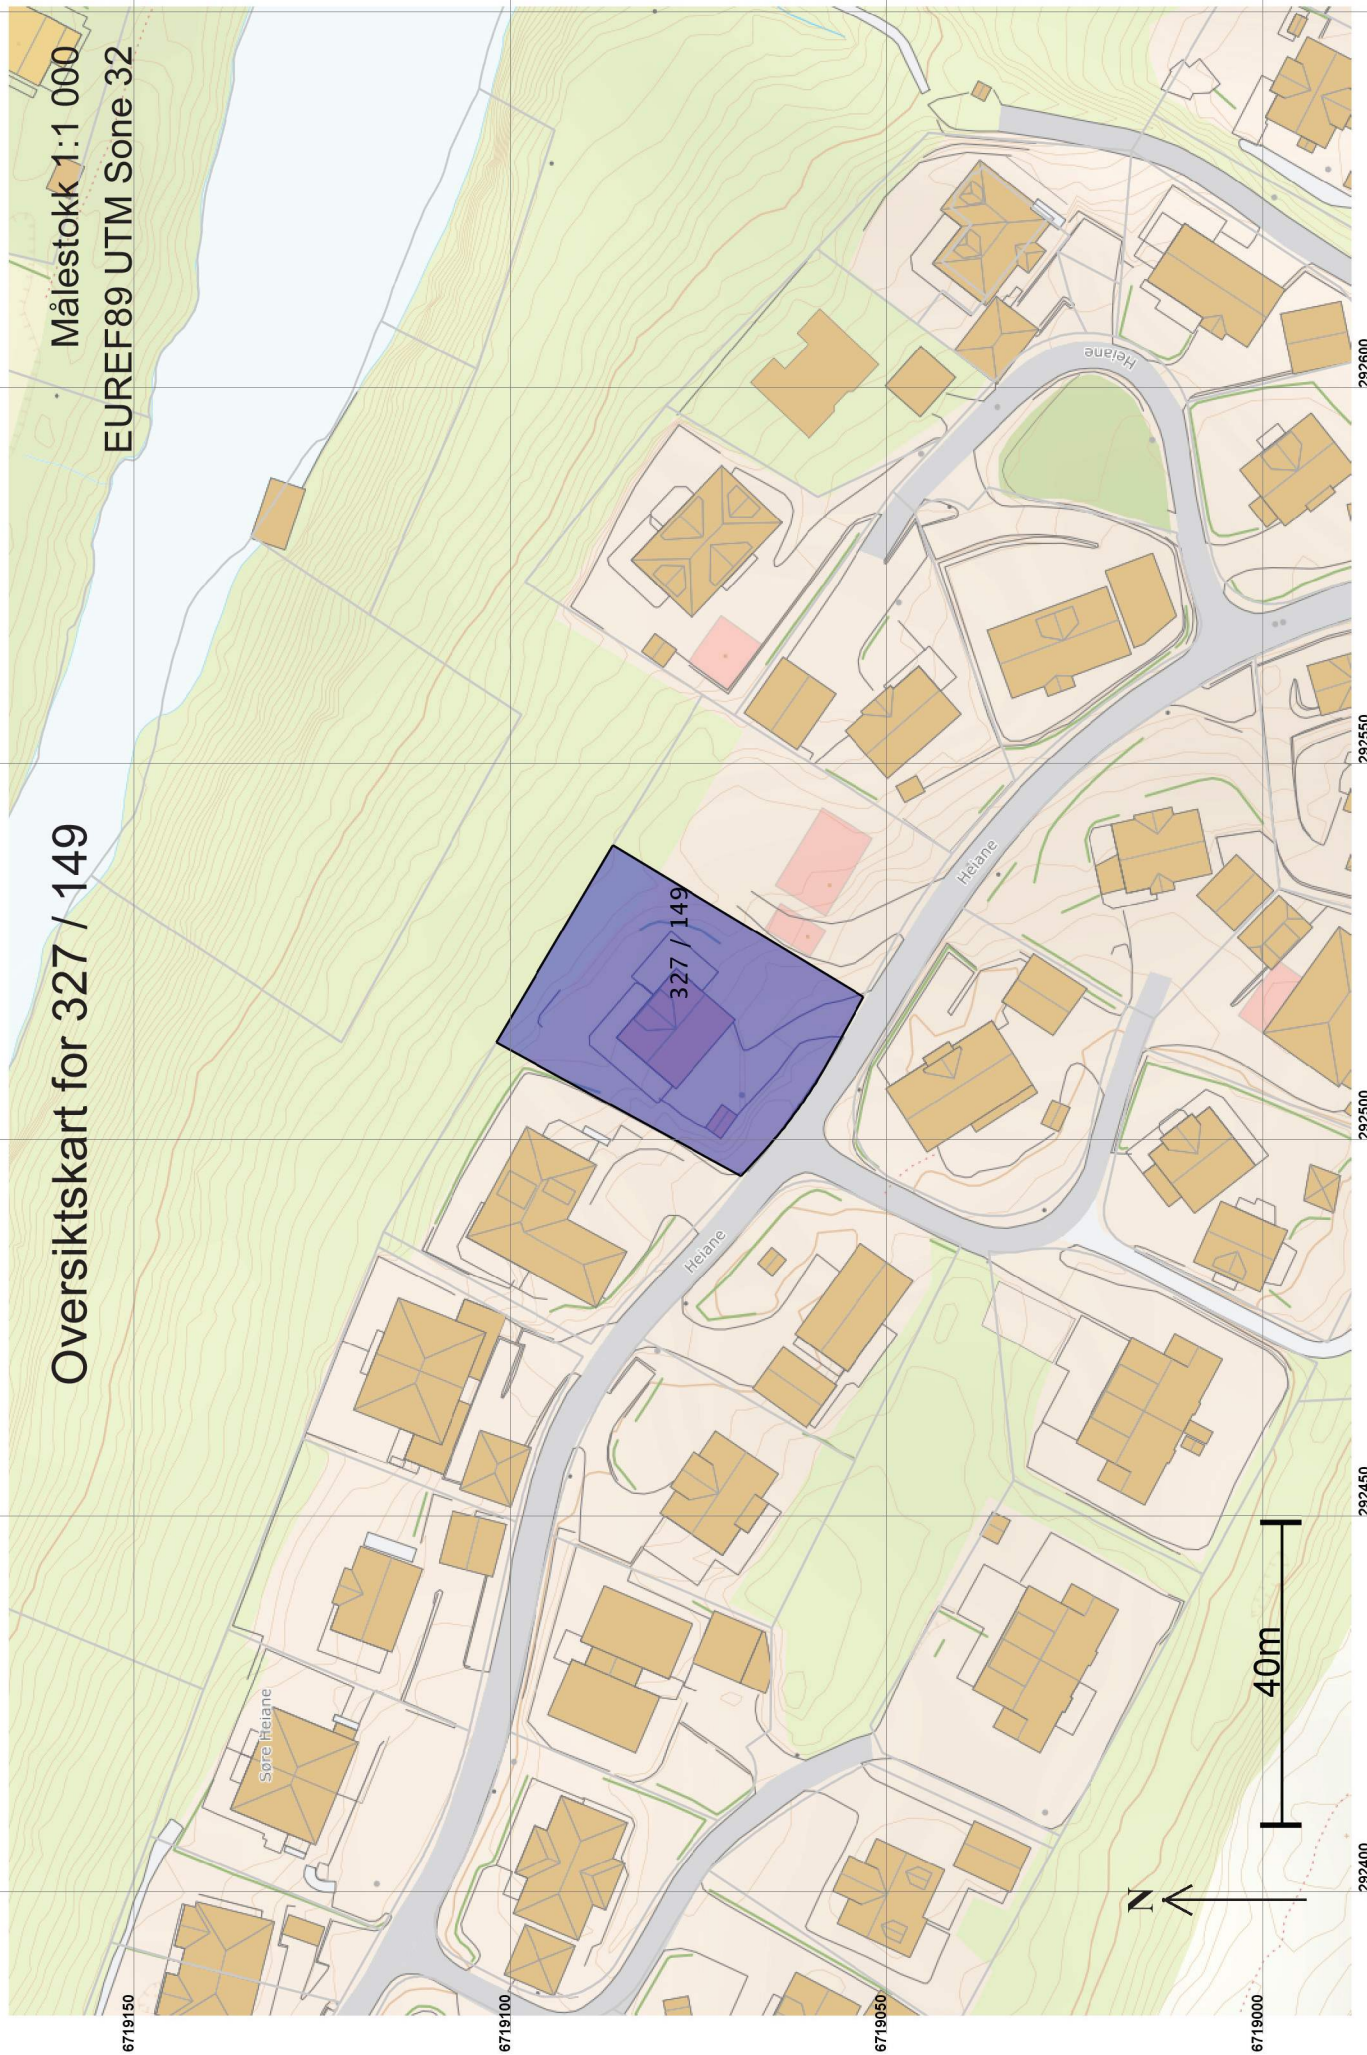 Oversiktskart for 327 / 149
Målestokk 1:1 000
EUREF89 UTM Sone 32
6719150
6719100
6719050
6719000
292400
292450
292500
292550
292600
327 / 149
Søre Heiane
Heiane
Heiane
Heiane
N
40m